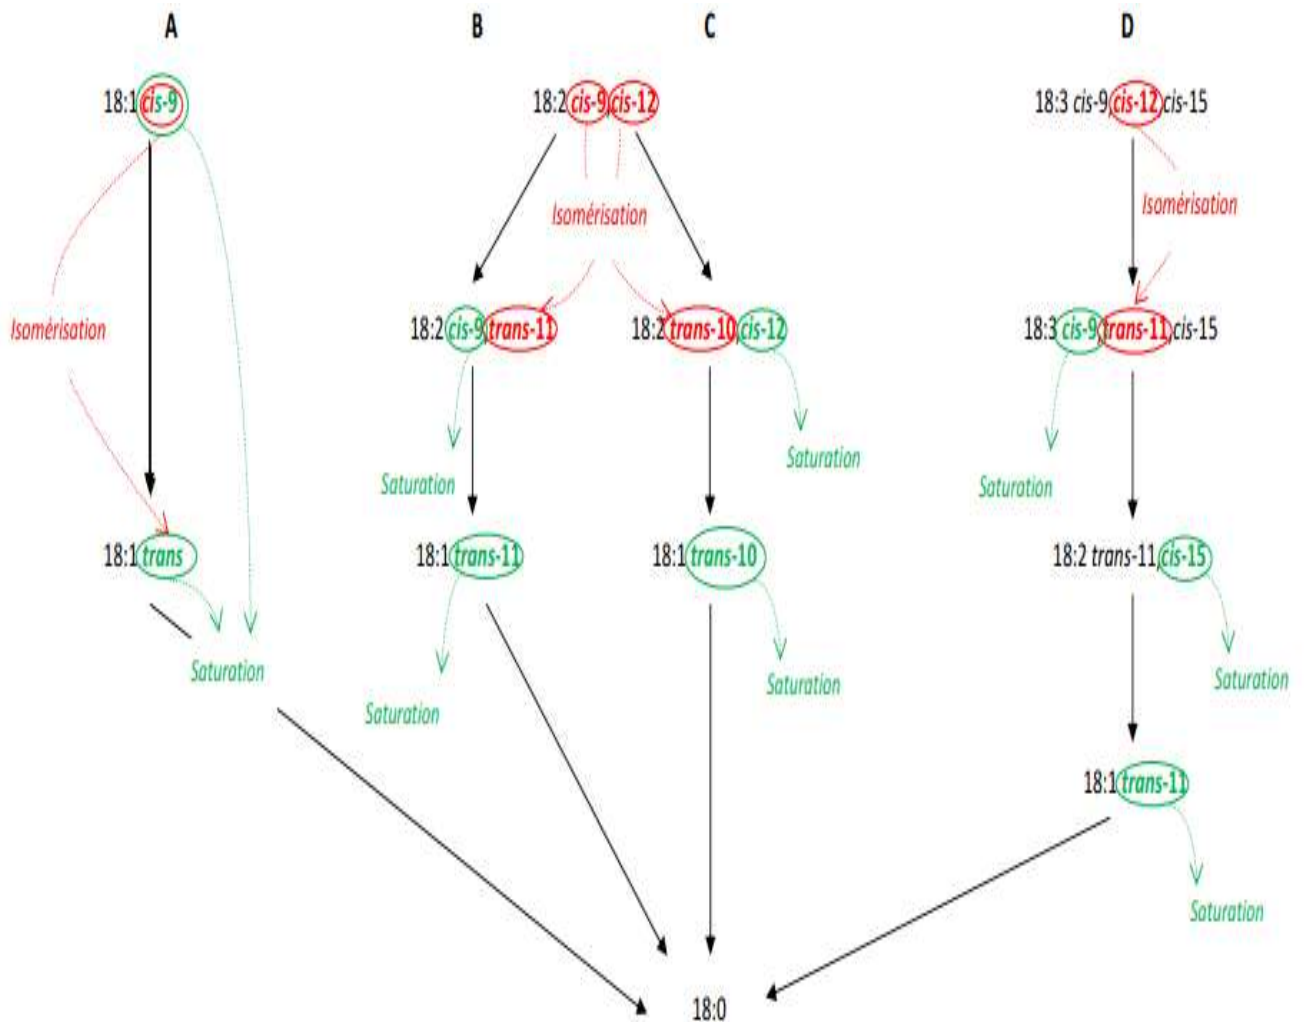 A B C D
18:1 cis-9 18:2 cis-9, cis-12 18:3 cis-9, cis-12, cis-15
Isomérisation
Isomérisation
Isomérisation
18:2 cis-9, trans-11 18:2 trans-10, cis-12 18:3 cis-9, trans-11, cis-15
Saturation
Saturation
Saturation
18:1 trans 18:1 trans-11 18:1 trans-10 18:2 trans-11, cis-15
Saturation
Saturation
Saturation
Saturation
18:1 trans-11
Saturation
18:0